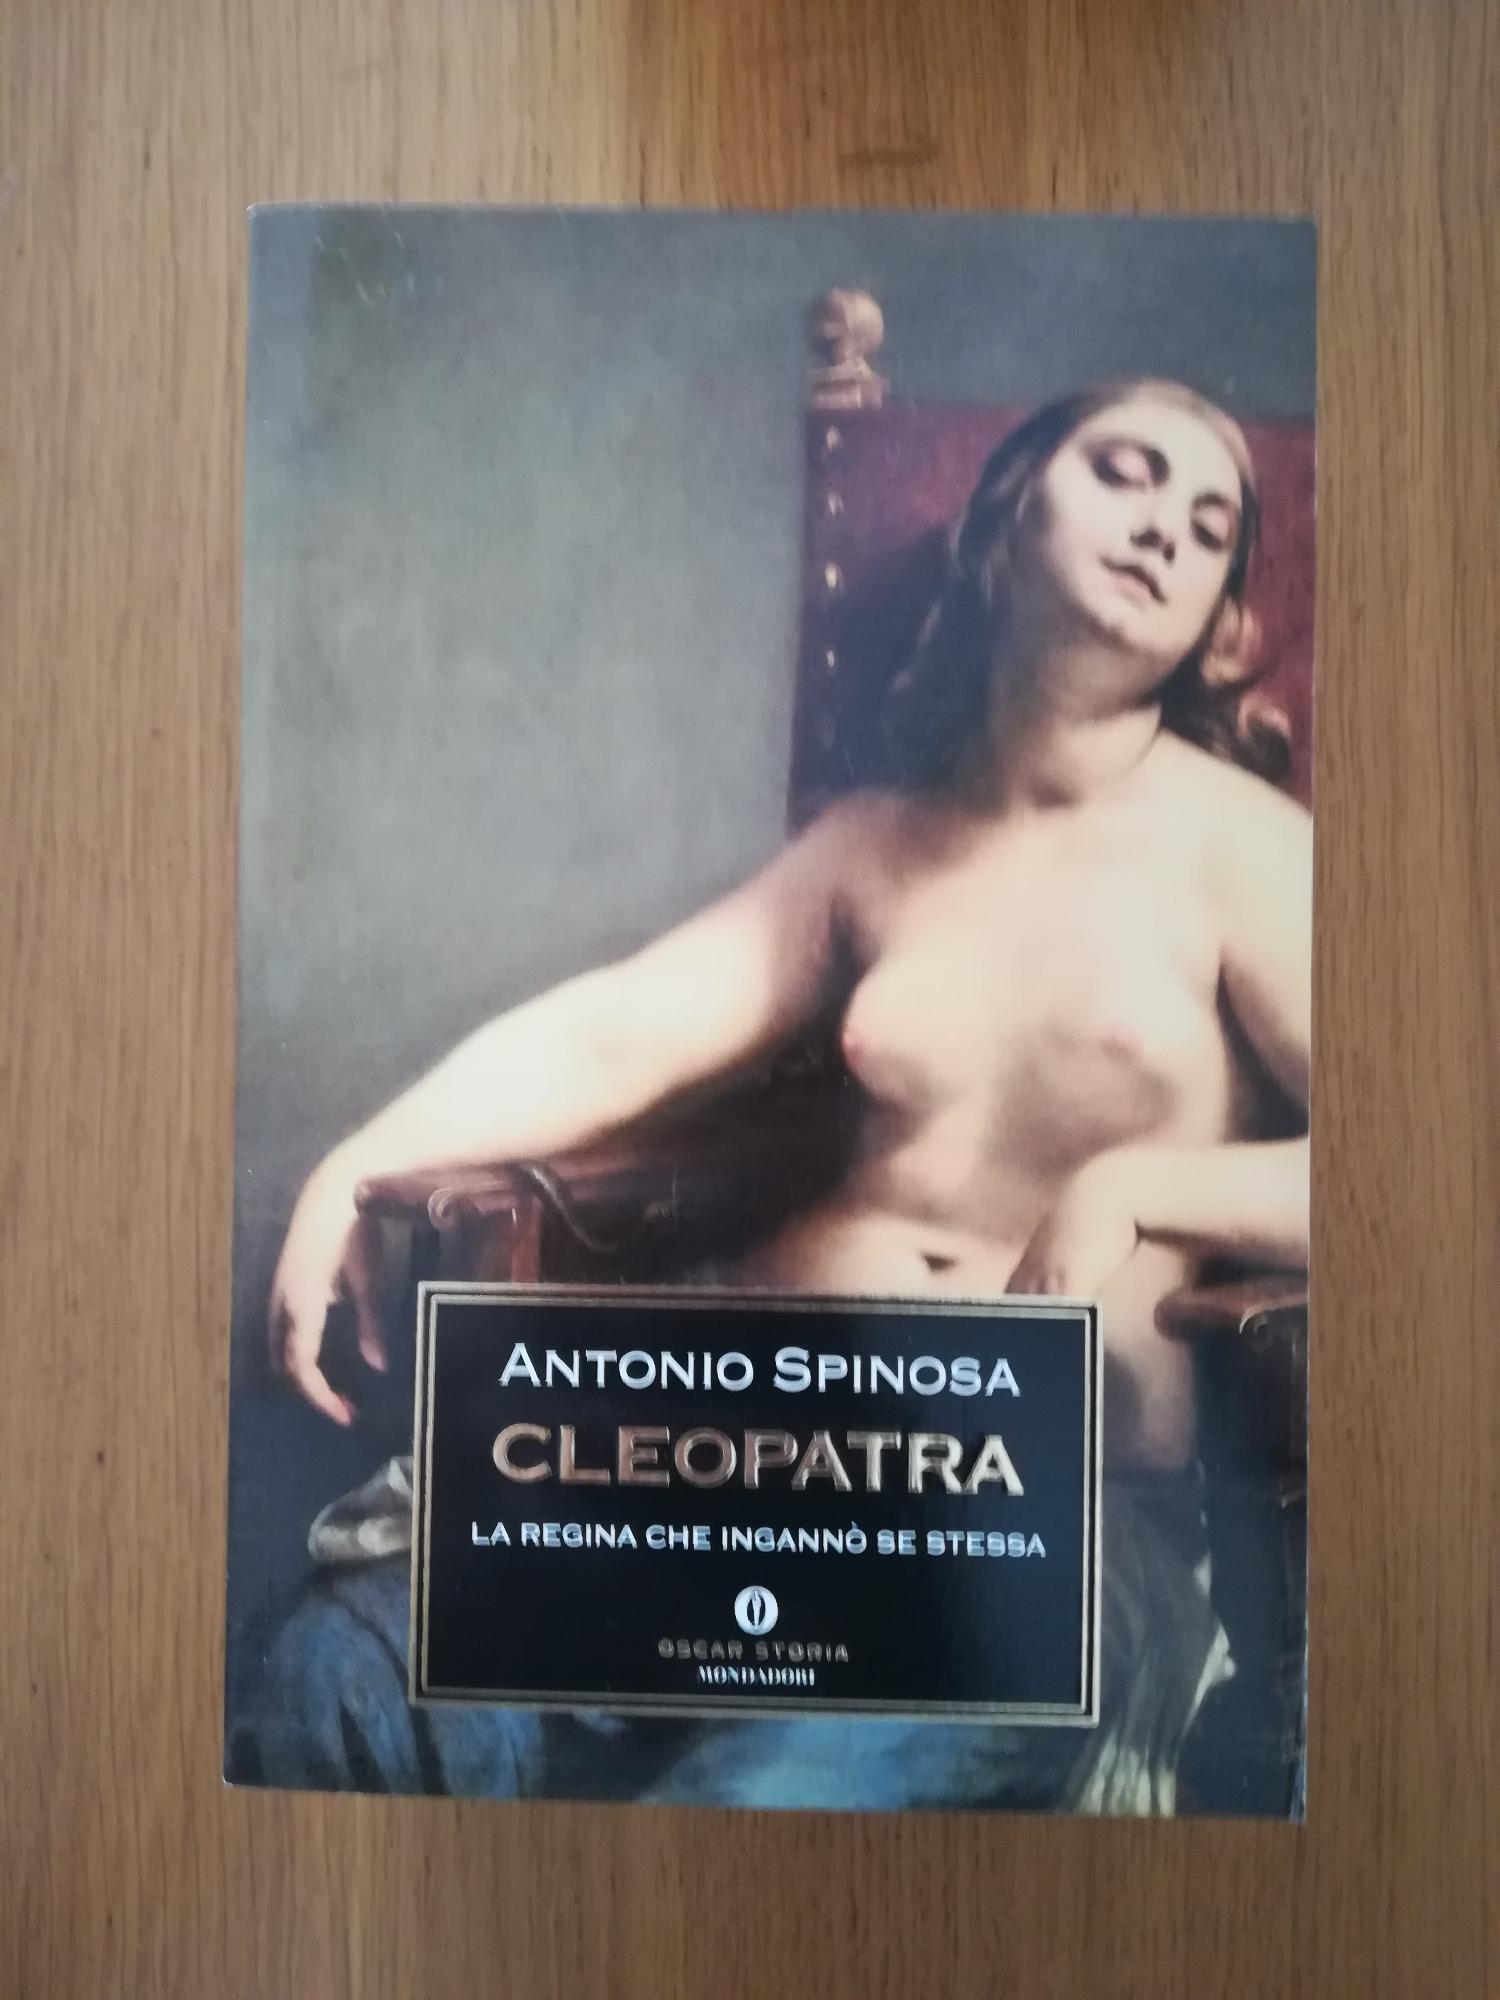 ANTONIO SPINOSA
CLEOPATRA
LA REGINA CHE INGANNÒ SE STESSA
OSCAR STORIA
MONDADORI